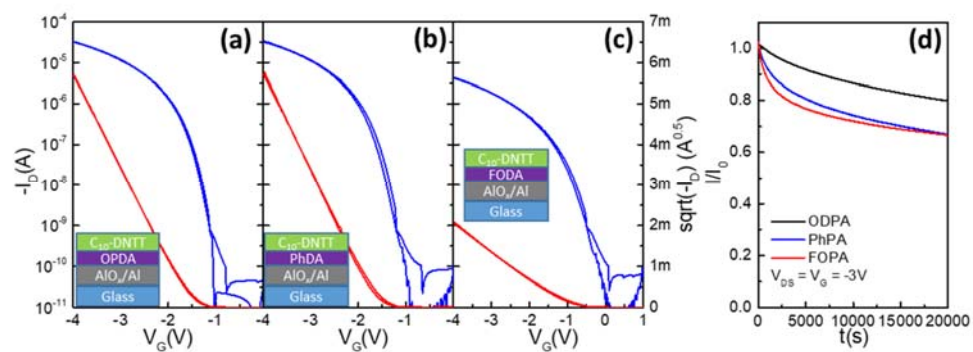 (a)
(b)
(c)
(d)
-I_D(A)
10⁻⁴
10⁻⁵
10⁻⁶
10⁻⁷
10⁻⁸
10⁻⁹
10⁻¹⁰
10⁻¹¹
C₁₀-DNTT
OPDA
AlOₓ/Al
Glass
-4 -3 -2 -1
V_G(V)
C₁₀-DNTT
PhDA
AlOₓ/Al
Glass
-4 -3 -2 -1
V_G(V)
C₁₀-DNTT
FODA
AlOₓ/Al
Glass
-4 -3 -2 -1 0 1
V_G(V)
7m
6m
5m
4m
3m
2m
1m
0
sqrt(-I_D) (A^0.5)
I/I₀
1.0
0.8
0.6
0.4
0.2
0.0
ODPA
PhPA
FOPA
V_DS = V_G = -3V
0 5000 10000 15000 20000
t(s)